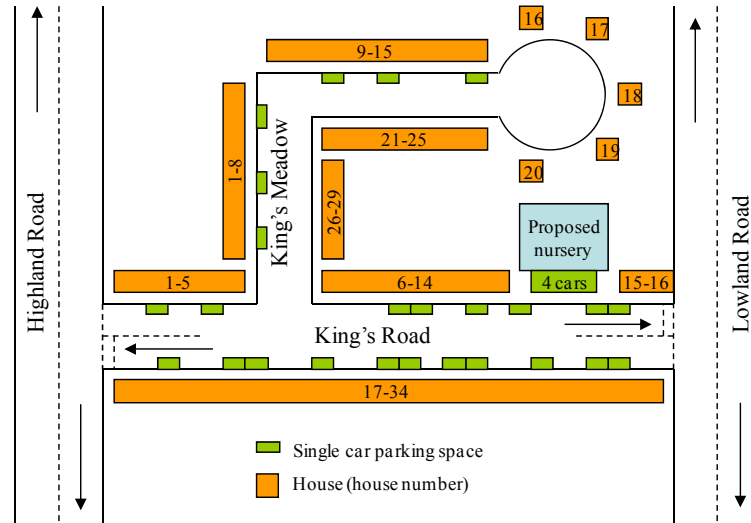 16
17
9-15
18
21-25
19
1-8
King's Meadow
20
26-29
Highland Road
Lowland Road
Proposed
nursery
1-5
6-14
4 cars
15-16
King's Road
17-34
Single car parking space
House (house number)